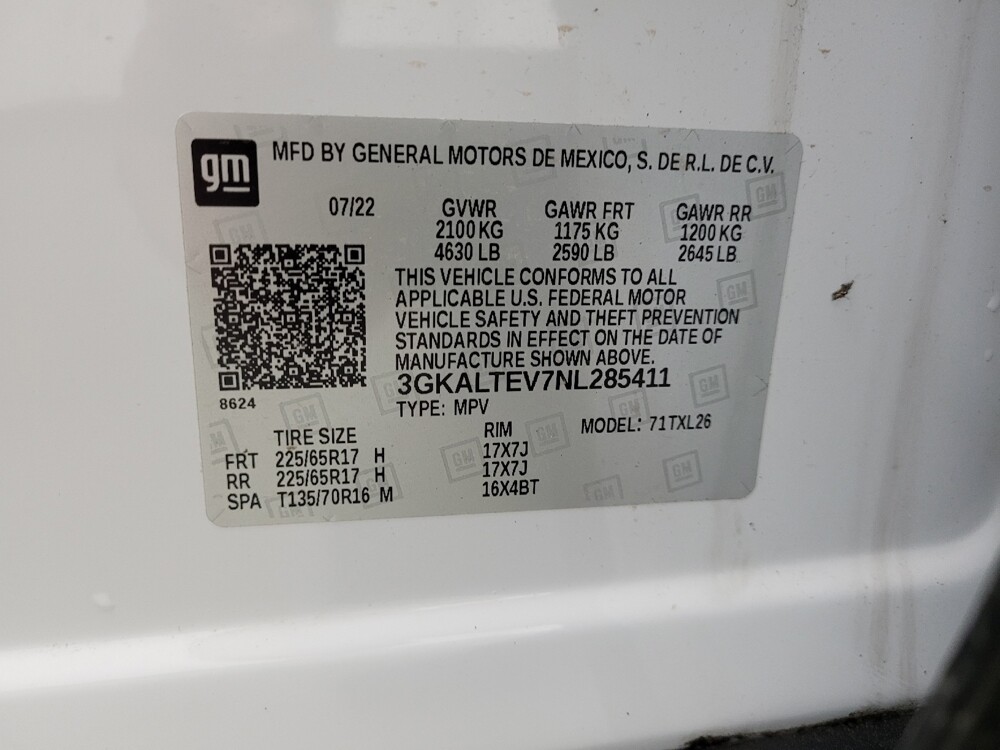 gm
MFD BY GENERAL MOTORS DE MEXICO, S. DE R.L. DE C.V.
07/22 GVWR GAWR FRT GAWR RR
2100 KG 1175 KG 1200 KG
4630 LB 2590 LB 2645 LB
THIS VEHICLE CONFORMS TO ALL
APPLICABLE U.S. FEDERAL MOTOR
VEHICLE SAFETY AND THEFT PREVENTION
STANDARDS IN EFFECT ON THE DATE OF
MANUFACTURE SHOWN ABOVE.
3GKALTEV7NL285411
8624
TYPE: MPV
MODEL: 71TXL26
TIRE SIZE RIM
FRT 225/65R17 H 17X7J
RR 225/65R17 H 17X7J
SPA T135/70R16 M 16X4BT